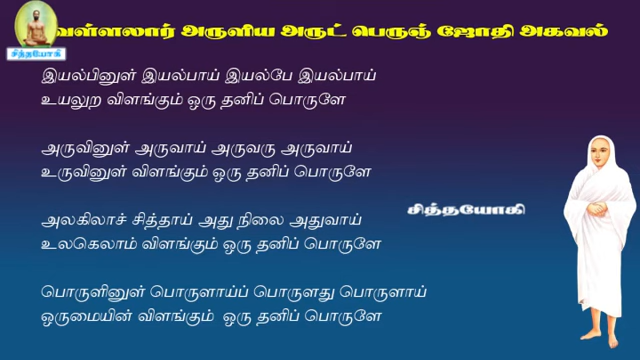 வள்ளலார் அருளிய அருட் பெருஞ் ஜோதி அகவல்
சித்தயோகி
இயல்பினுள் இயல்பாய் இயல்பே இயல்பாய்
உயலுற விளங்கும் ஒரு தனிப் பொருளே
அருவினுள் அருவாய் அருவரு அருவாய்
உருவினுள் விளங்கும் ஒரு தனிப் பொருளே
அலகிலாச் சித்தாய் அது நிலை அதுவாய்
உலகெலாம் விளங்கும் ஒரு தனிப் பொருளே
சித்தயோகி
பொருளினுள் பொருளாய்ப் பொருளது பொருளாய்
ஒருமையின் விளங்கும் ஒரு தனிப் பொருளே